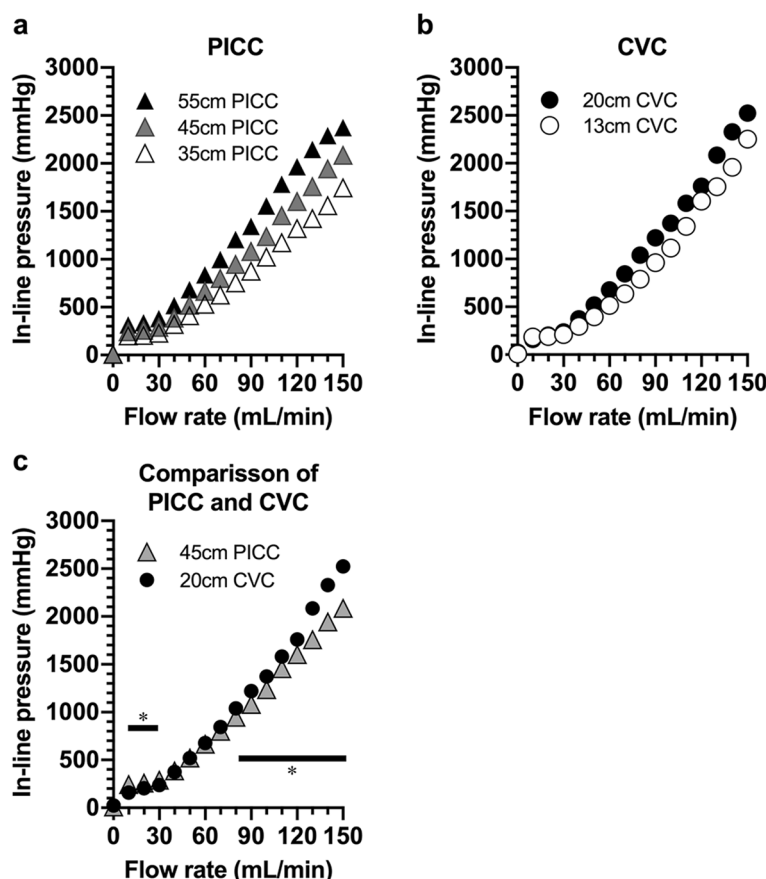 a
PICC
In-line pressure (mmHg)
3000
2500
2000
1500
1000
500
0
55cm PICC
45cm PICC
35cm PICC
0 30 60 90 120 150
Flow rate (mL/min)
b
CVC
In-line pressure (mmHg)
3000
2500
2000
1500
1000
500
0
20cm CVC
13cm CVC
0 30 60 90 120 150
Flow rate (mL/min)
c
Comparisson of
PICC and CVC
In-line pressure (mmHg)
3000
2500
2000
1500
1000
500
0
45cm PICC
20cm CVC
*
*
0 30 60 90 120 150
Flow rate (mL/min)